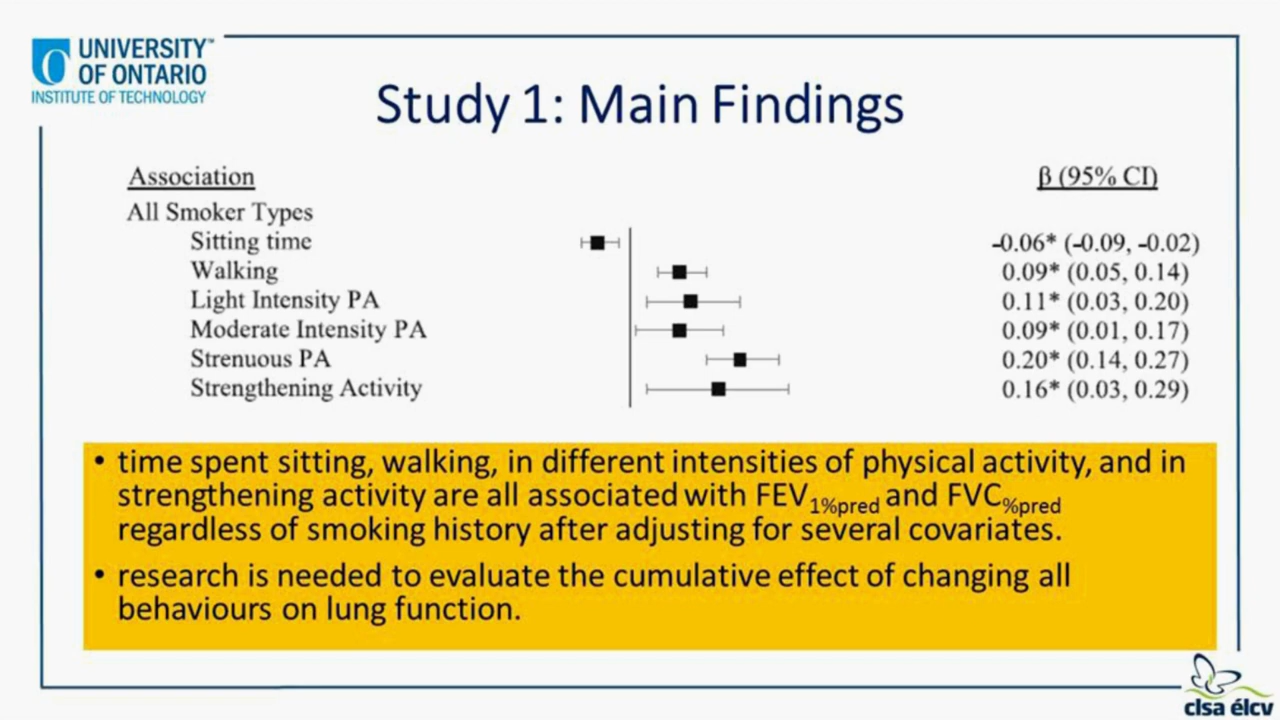 UNIVERSITY™
OF ONTARIO
INSTITUTE OF TECHNOLOGY
Study 1: Main Findings
Association β (95% CI)
All Smoker Types
Sitting time -0.06* (-0.09, -0.02)
Walking 0.09* (0.05, 0.14)
Light Intensity PA 0.11* (0.03, 0.20)
Moderate Intensity PA 0.09* (0.01, 0.17)
Strenuous PA 0.20* (0.14, 0.27)
Strengthening Activity 0.16* (0.03, 0.29)
• time spent sitting, walking, in different intensities of physical activity, and in
strengthening activity are all associated with FEV1%pred and FVC%pred
regardless of smoking history after adjusting for several covariates.
• research is needed to evaluate the cumulative effect of changing all
behaviours on lung function.
clsa élcv